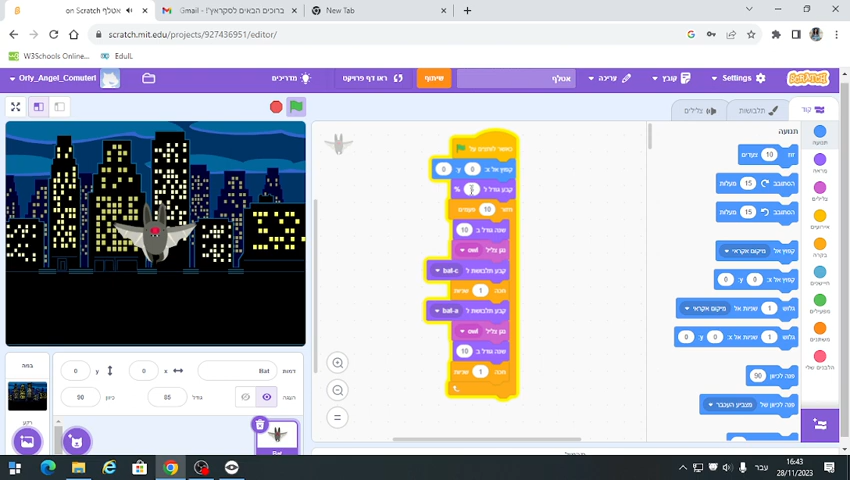 on Scratch אטלף
Gmail - ברוכים הבאים לסקראץ'!
New Tab
scratch.mit.edu/projects/927436951/editor/
W3Schools Online...
EduIL
Orly_Angel_Comuterl
מדריכים
ראו דף פרויקט
שיתוף
אטלף
עריכה
קובץ
Settings
SCRATCH
צלילים
תלבושות
קוד
תנועה
תנועה
מראה
צלילים
אירועים
בקרה
חיישנים
מפעילים
משתנים
הלבנים שלי
כאשר לוחצים על
קפוץ אל x: 0 y: 0
קבע גודל ל %
חזור 10 פעמים
שנה גודל ב 10
נגן צליל owl
קבע תלבושת ל bat-c
חכה 1 שניות
קבע תלבושת ל bat-a
נגן צליל owl
שנה גודל ב 10
חכה 1 שניות
זוז 10 צעדים
הסתובב 15 מעלות
הסתובב 15 מעלות
קפוץ אל מיקום אקראי
קפוץ אל x: 0 y: 0
גלוש 1 שניות אל מיקום אקראי
גלוש 1 שניות אל x: 0 y: 0
פנה לכיוון 90
פנה לכיוון של מצביע העכבר
דמות Bat
x 0
y 0
הצגה
גודל 85
כיוון 90
במה
רקע
Bat
תרמיל
עבר
16:43
28/11/2023